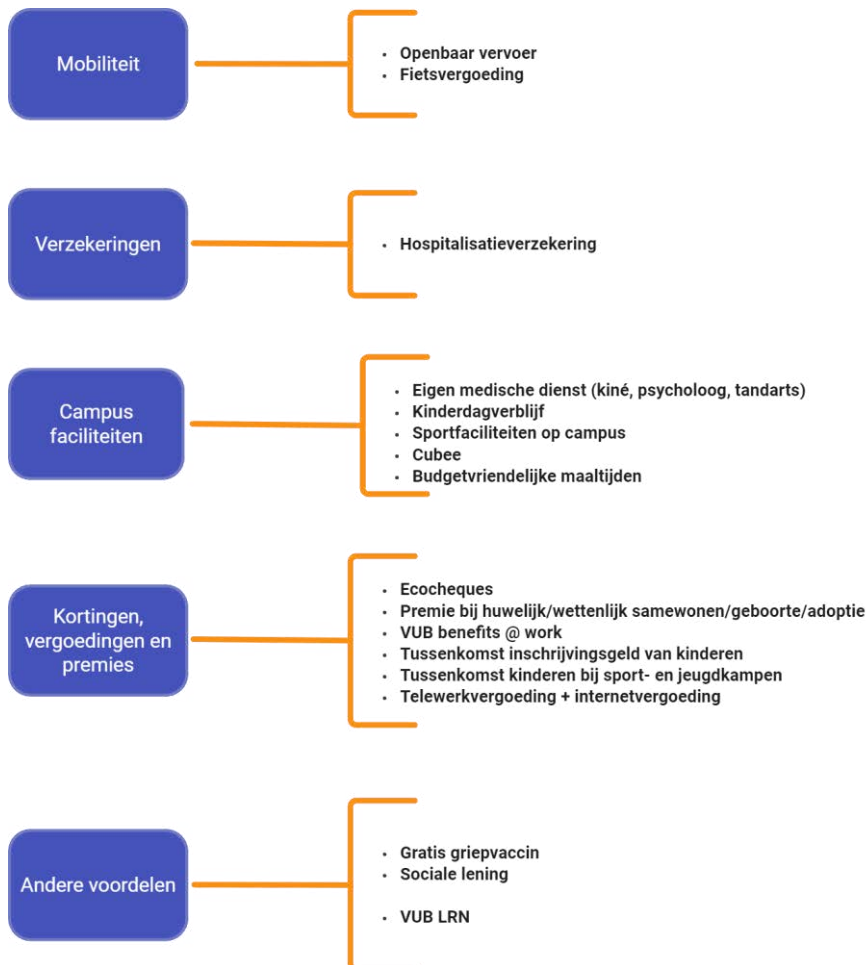 Mobiliteit
• Openbaar vervoer
• Fietsvergoeding
Verzekeringen
• Hospitalisatieverzekering
Campus
faciliteiten
• Eigen medische dienst (kiné, psycholoog, tandarts)
• Kinderdagverblijf
• Sportfaciliteiten op campus
• Cubee
• Budgetvriendelijke maaltijden
Kortingen,
vergoedingen en
premies
• Ecocheques
• Premie bij huwelijk/wettenlijk samewonen/geboorte/adoptie
• VUB benefits @ work
• Tussenkomst inschrijvingsgeld van kinderen
• Tussenkomst kinderen bij sport- en jeugdkampen
• Telewerkvergoeding + internetvergoeding
Andere voordelen
• Gratis griepvaccin
• Sociale lening
• VUB LRN